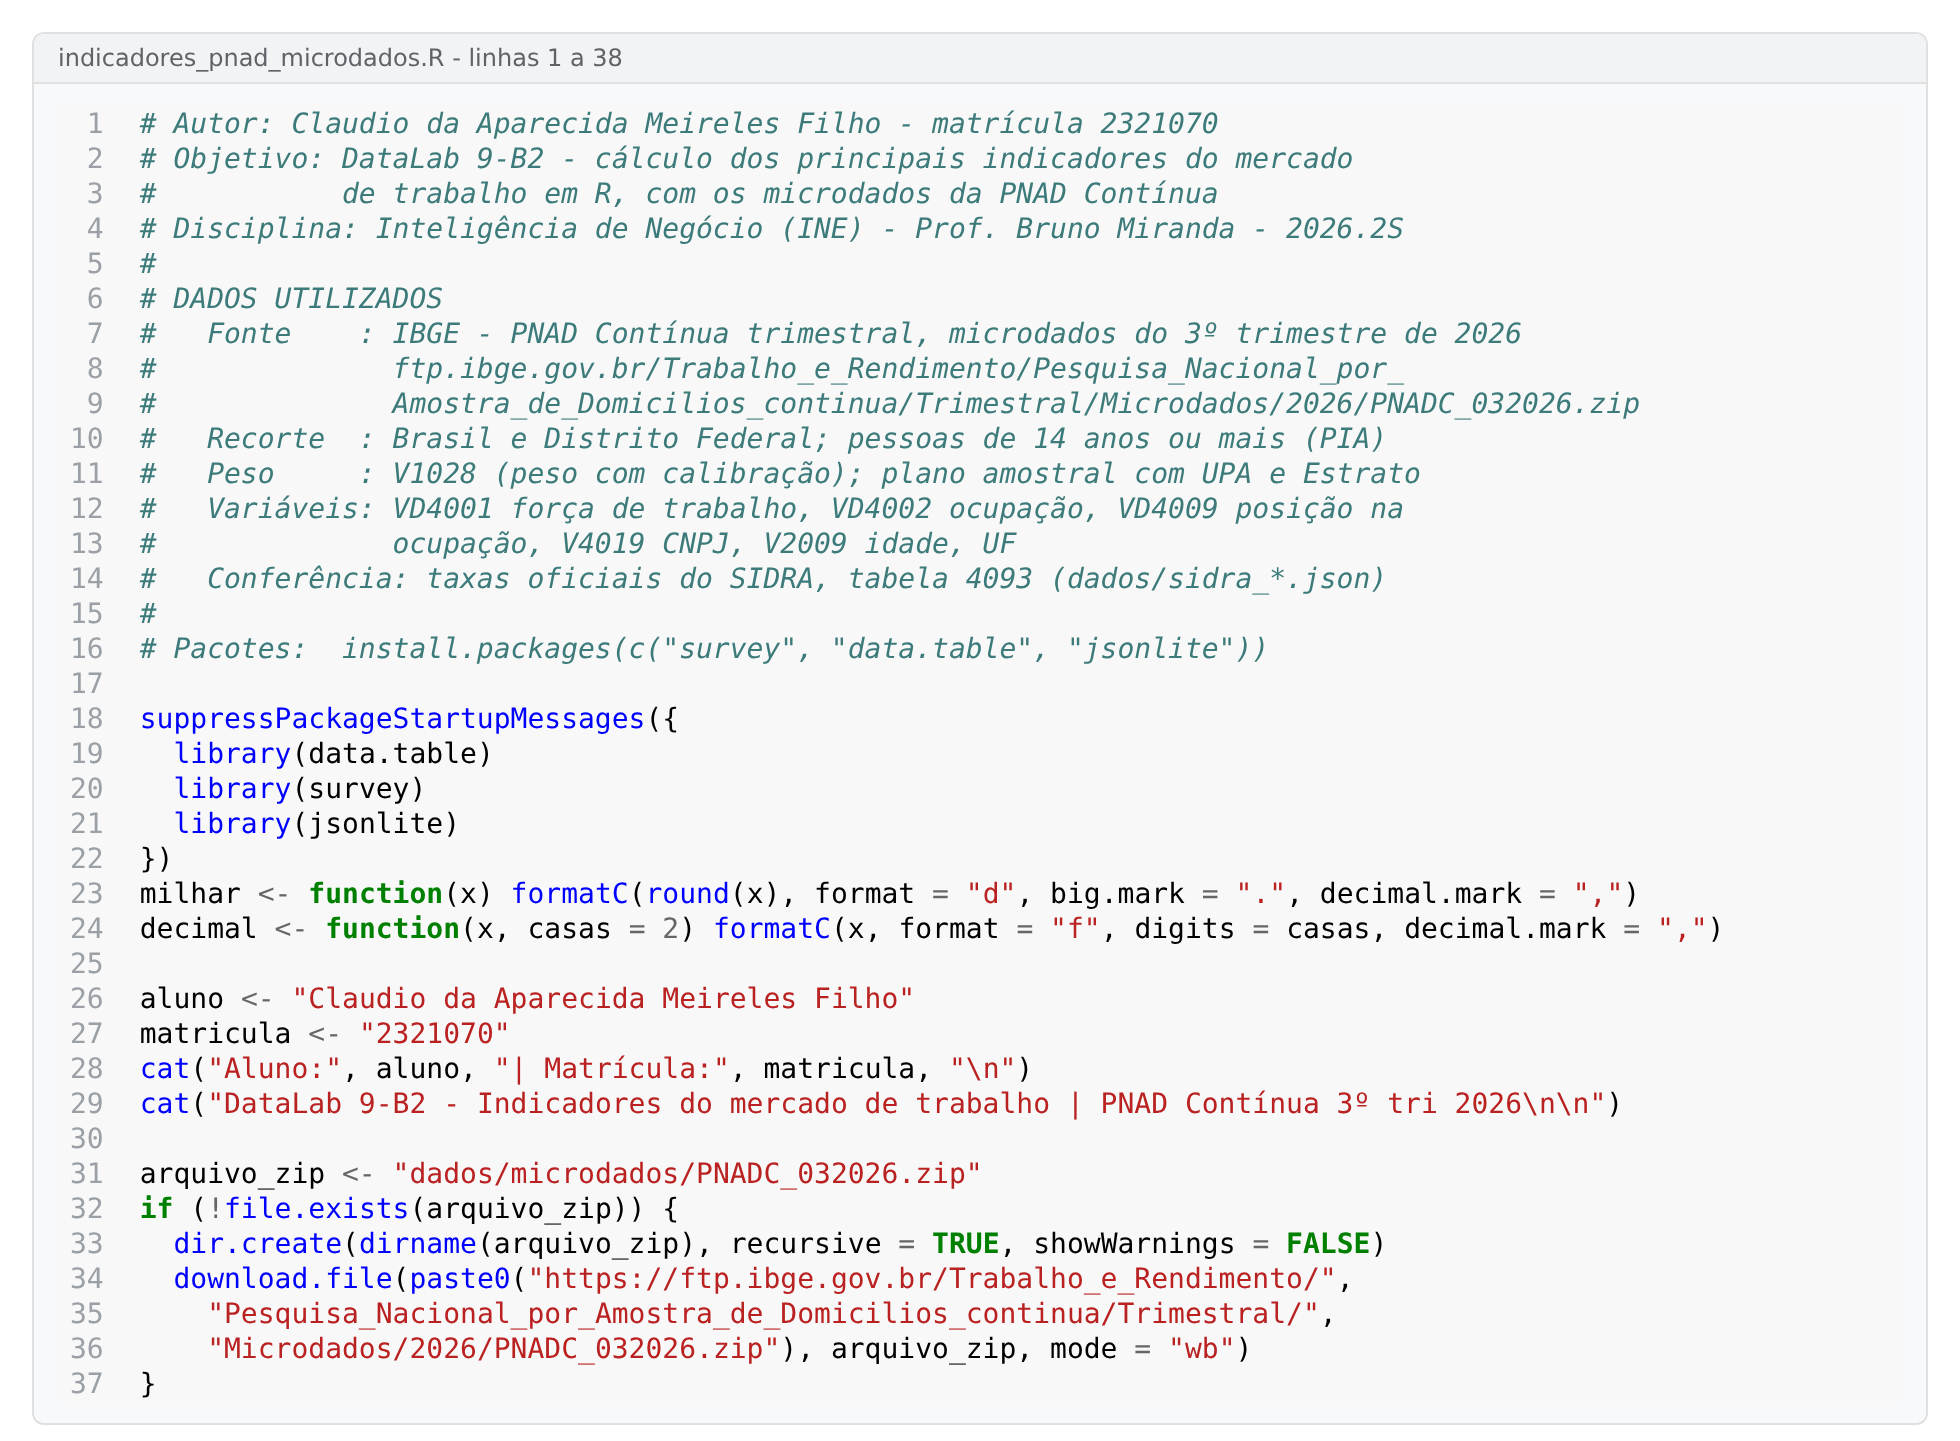 indicadores_pnad_microdados.R - linhas 1 a 38
1 # Autor: Claudio da Aparecida Meireles Filho - matrícula 2321070
2 # Objetivo: DataLab 9-B2 - cálculo dos principais indicadores do mercado
3 #           de trabalho em R, com os microdados da PNAD Contínua
4 # Disciplina: Inteligência de Negócio (INE) - Prof. Bruno Miranda - 2026.2S
5 #
6 # DADOS UTILIZADOS
7 #   Fonte    : IBGE - PNAD Contínua trimestral, microdados do 3º trimestre de 2026
8 #              ftp.ibge.gov.br/Trabalho_e_Rendimento/Pesquisa_Nacional_por_
9 #              Amostra_de_Domicilios_continua/Trimestral/Microdados/2026/PNADC_032026.zip
10 #   Recorte  : Brasil e Distrito Federal; pessoas de 14 anos ou mais (PIA)
11 #   Peso     : V1028 (peso com calibração); plano amostral com UPA e Estrato
12 #   Variáveis: VD4001 força de trabalho, VD4002 ocupação, VD4009 posição na
13 #              ocupação, V4019 CNPJ, V2009 idade, UF
14 #   Conferência: taxas oficiais do SIDRA, tabela 4093 (dados/sidra_*.json)
15 #
16 # Pacotes:  install.packages(c("survey", "data.table", "jsonlite"))
17
18 suppressPackageStartupMessages({
19   library(data.table)
20   library(survey)
21   library(jsonlite)
22 })
23 milhar <- function(x) formatC(round(x), format = "d", big.mark = ".", decimal.mark = ",")
24 decimal <- function(x, casas = 2) formatC(x, format = "f", digits = casas, decimal.mark = ",")
25
26 aluno <- "Claudio da Aparecida Meireles Filho"
27 matricula <- "2321070"
28 cat("Aluno:", aluno, "| Matrícula:", matricula, "\n")
29 cat("DataLab 9-B2 - Indicadores do mercado de trabalho | PNAD Contínua 3º tri 2026\n\n")
30
31 arquivo_zip <- "dados/microdados/PNADC_032026.zip"
32 if (!file.exists(arquivo_zip)) {
33   dir.create(dirname(arquivo_zip), recursive = TRUE, showWarnings = FALSE)
34   download.file(paste0("https://ftp.ibge.gov.br/Trabalho_e_Rendimento/",
35     "Pesquisa_Nacional_por_Amostra_de_Domicilios_continua/Trimestral/",
36     "Microdados/2026/PNADC_032026.zip"), arquivo_zip, mode = "wb")
37 }